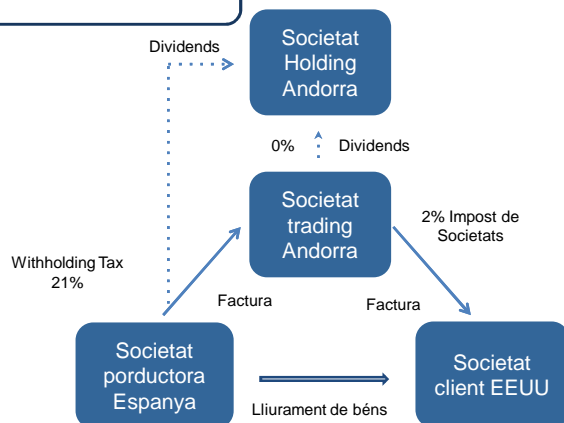 Dividends
Societat
Holding
Andorra
0%
Dividends
Societat
trading
Andorra
2% Impost de
Societats
Withholding Tax
21%
Factura
Factura
Societat
porductora
Espanya
Societat
client EEUU
Lliurament de béns